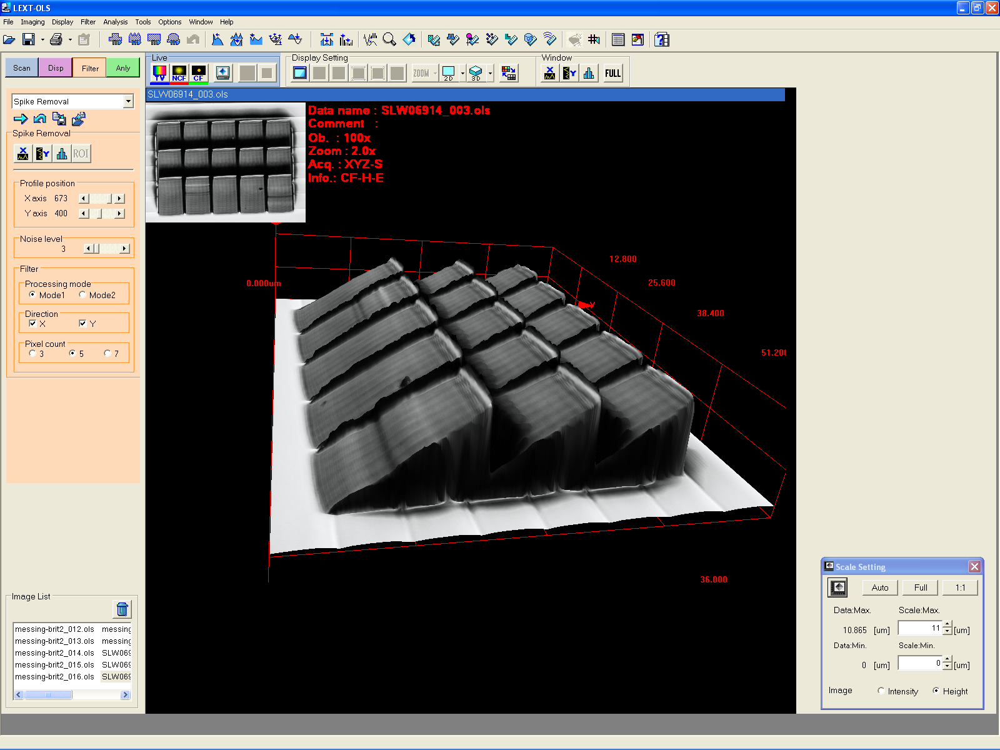 LEXT-OLS
File Imaging Display Filter Analysis Tools Options Window Help
Scan Disp Filter Anly
Live
TV NCF CF
Display Setting
ZOOM 2D 3D
Window
X Y FULL
Spike Removal
Spike Removal
X Y ROI
Profile position
X axis 673
Y axis 400
Noise level
3
Filter
Processing mode
Mode1 Mode2
Direction
X Y
Pixel count
3 5 7
Image List
messing-brit2_012.ols messing
messing-brit2_013.ols messing
messing-brit2_014.ols SLW069
messing-brit2_015.ols SLW069
messing-brit2_016.ols SLW069
SLW06914_003.ols
Data name : SLW06914_003.ols
Comment :
Ob. : 100x
Zoom : 2.0x
Acq. : XYZ-S
Info.: CF-H-E
0.000um
12.800
25.600
38.400
51.200
Y
36.000
Scale Setting
Auto Full 1:1
Data:Max. Scale:Max.
10.865 [um] 11 [um]
Data:Min. Scale:Min.
0 [um] 0 [um]
Image Intensity Height